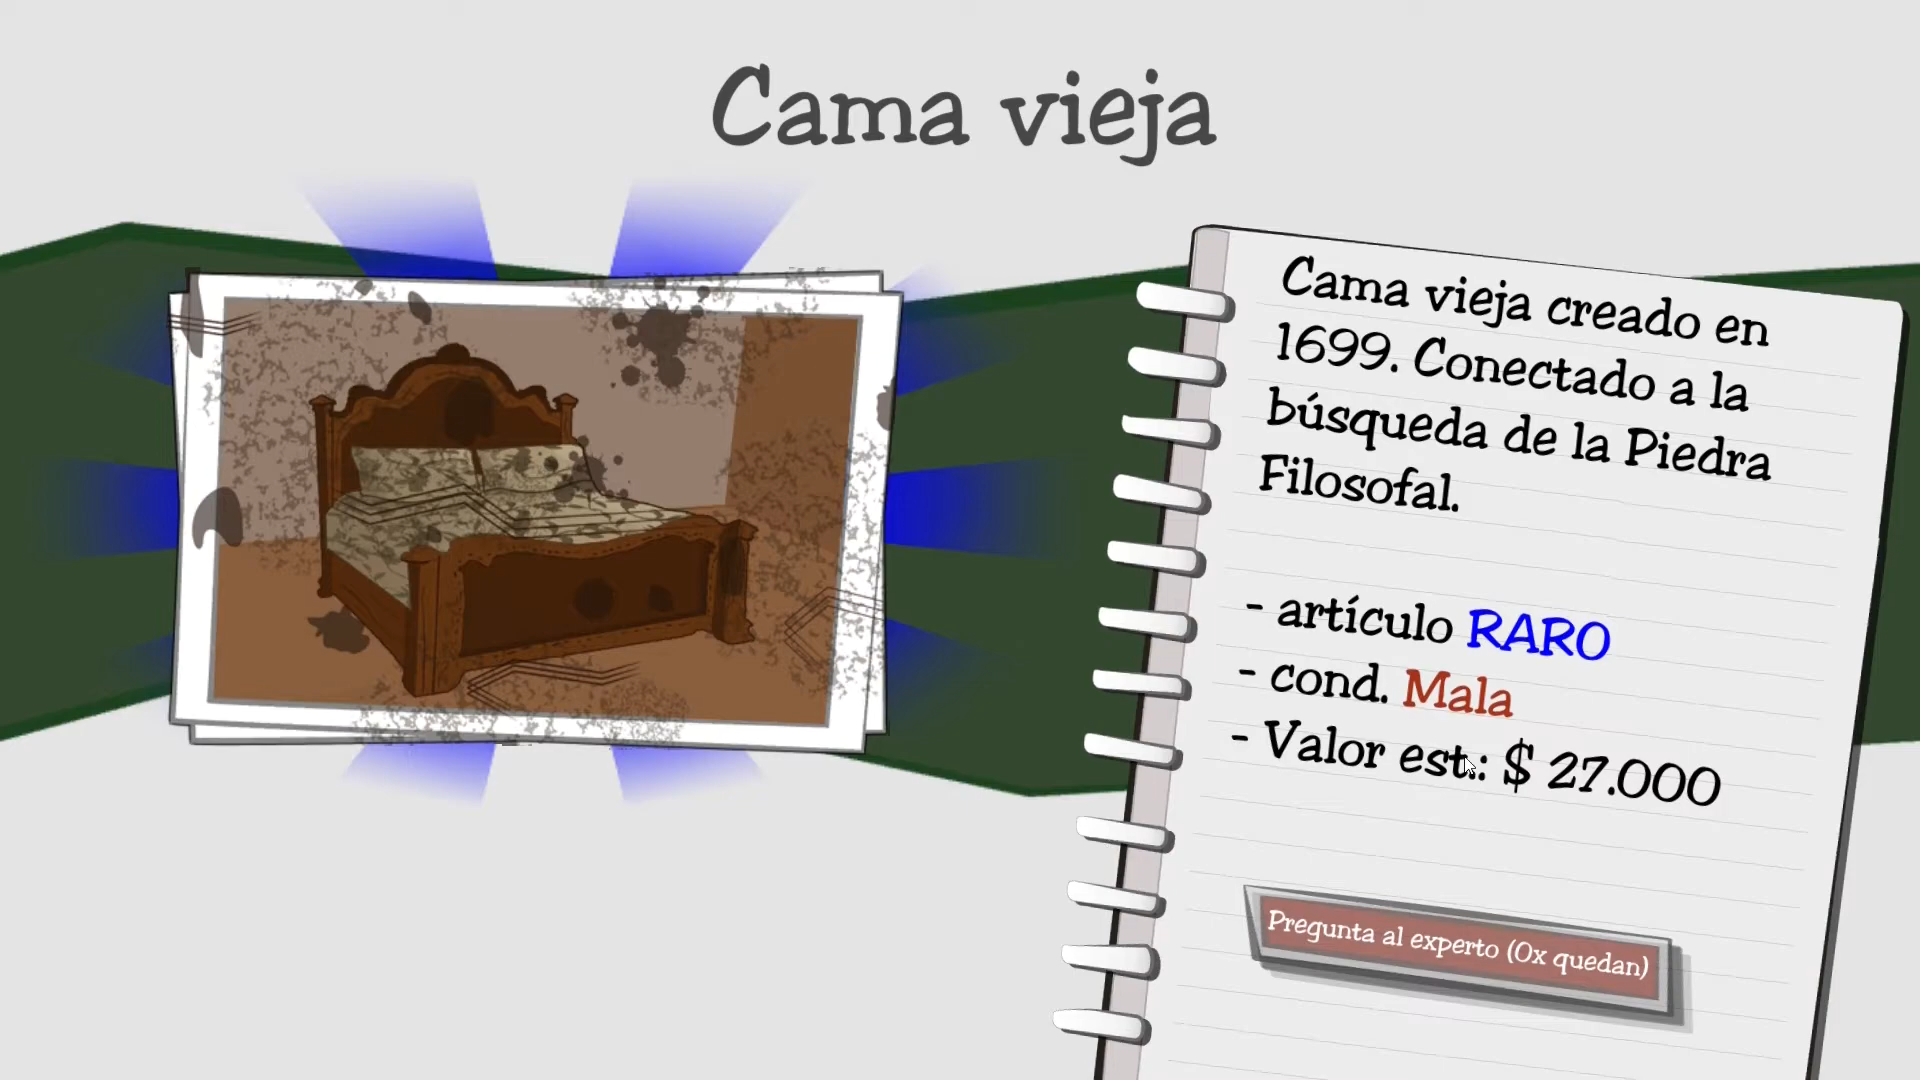 Cama vieja
Cama vieja creado en
1699. Conectado a la
búsqueda de la Piedra
Filosofal.
- artículo RARO
- cond. Mala
- Valor est.: $ 27.000
Pregunta al experto (0x quedan)